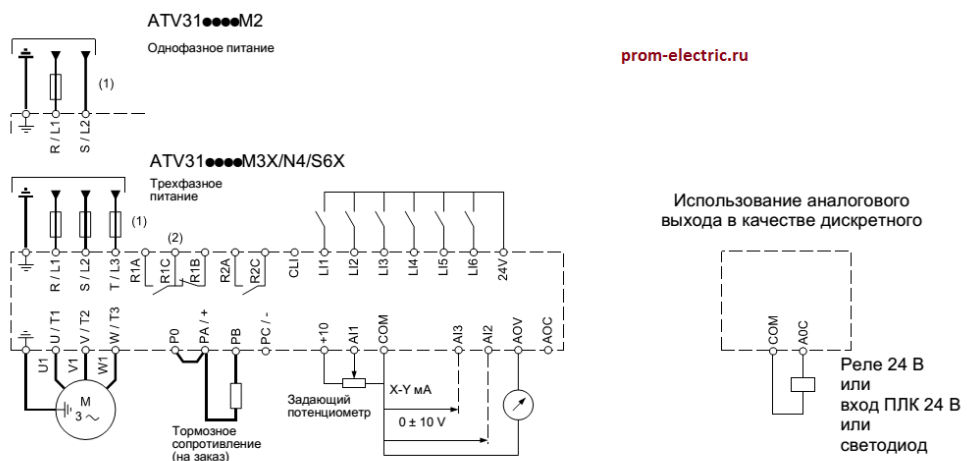 ATV31●●●●M2
Однофазное питание
prom-electric.ru
(1)
R / L1
S / L2
ATV31●●●●M3X/N4/S6X
Трехфазное
питание
(1)
(2)
R / L1
S / L2
T / L3
R1A
R1C
R1B
R2A
R2C
CLI
LI1
LI2
LI3
LI4
LI5
LI6
24V
U / T1
V / T2
W / T3
P0
PA / +
PB
PC / -
+10
AI1
COM
AI3
AI2
AOV
AOC
U1
V1
W1
M
3 ~
Тормозное
сопротивление
(на заказ)
Задающий
потенциометр
X-Y мА
0 ± 10 V
Использование аналогового
выхода в качестве дискретного
COM
A0C
Реле 24 В
или
вход ПЛК 24 В
или
светодиод